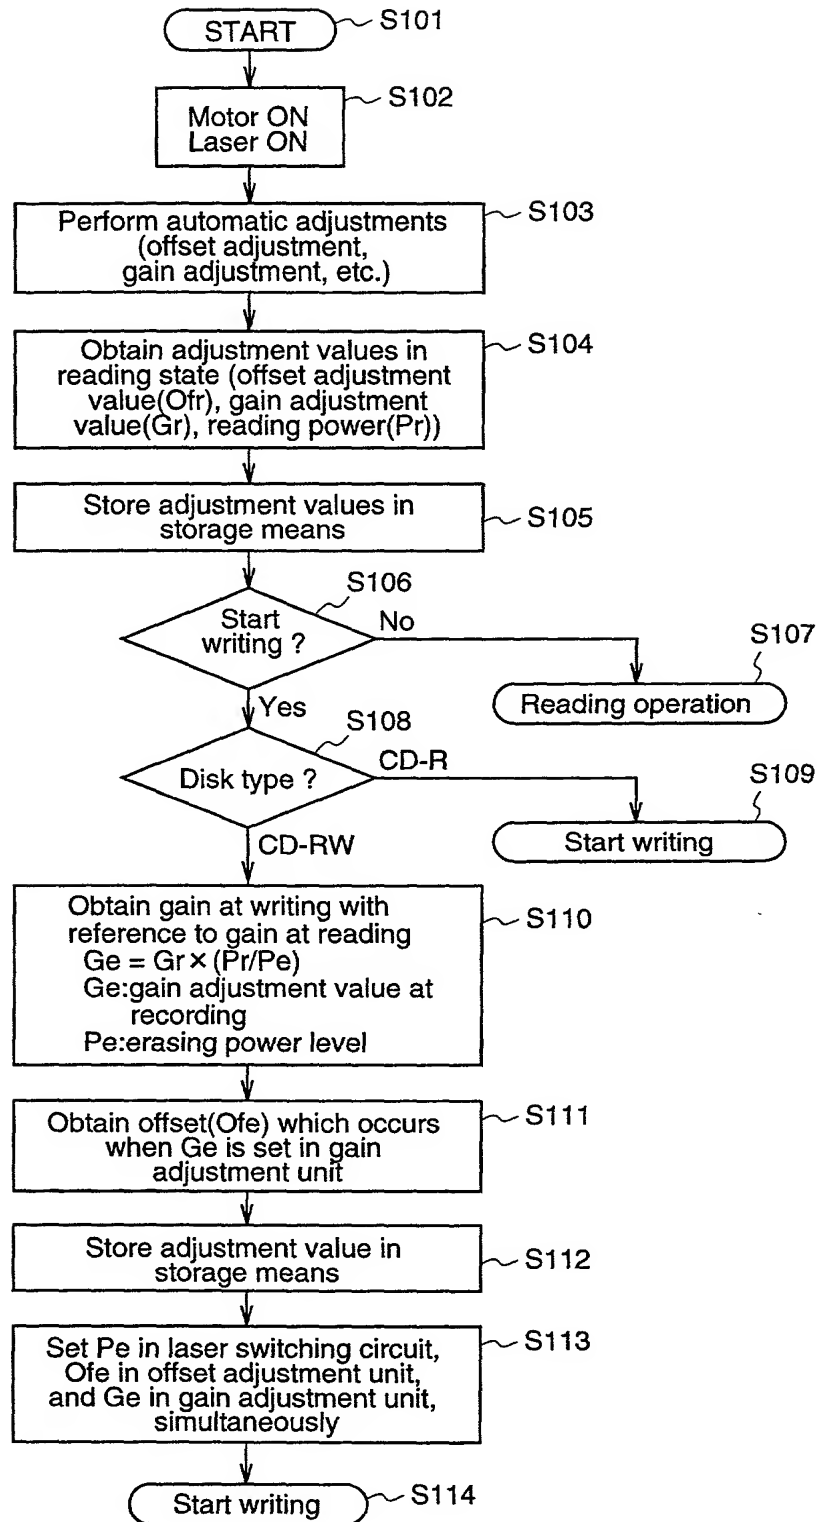 START
S101
Motor ON
Laser ON
S102
Perform automatic adjustments
(offset adjustment,
gain adjustment, etc.)
S103
Obtain adjustment values in
reading state (offset adjustment
value(Ofr), gain adjustment
value(Gr), reading power(Pr))
S104
Store adjustment values in
storage means
S105
S106
Start
writing ?
No
S107
Reading operation
Yes
S108
Disk type ?
CD-R
S109
Start writing
CD-RW
Obtain gain at writing with
reference to gain at reading
Ge = Gr × (Pr/Pe)
Ge:gain adjustment value at
recording
Pe:erasing power level
S110
Obtain offset(Ofe) which occurs
when Ge is set in gain
adjustment unit
S111
Store adjustment value in
storage means
S112
Set Pe in laser switching circuit,
Ofe in offset adjustment unit,
and Ge in gain adjustment unit,
simultaneously
S113
Start writing
S114